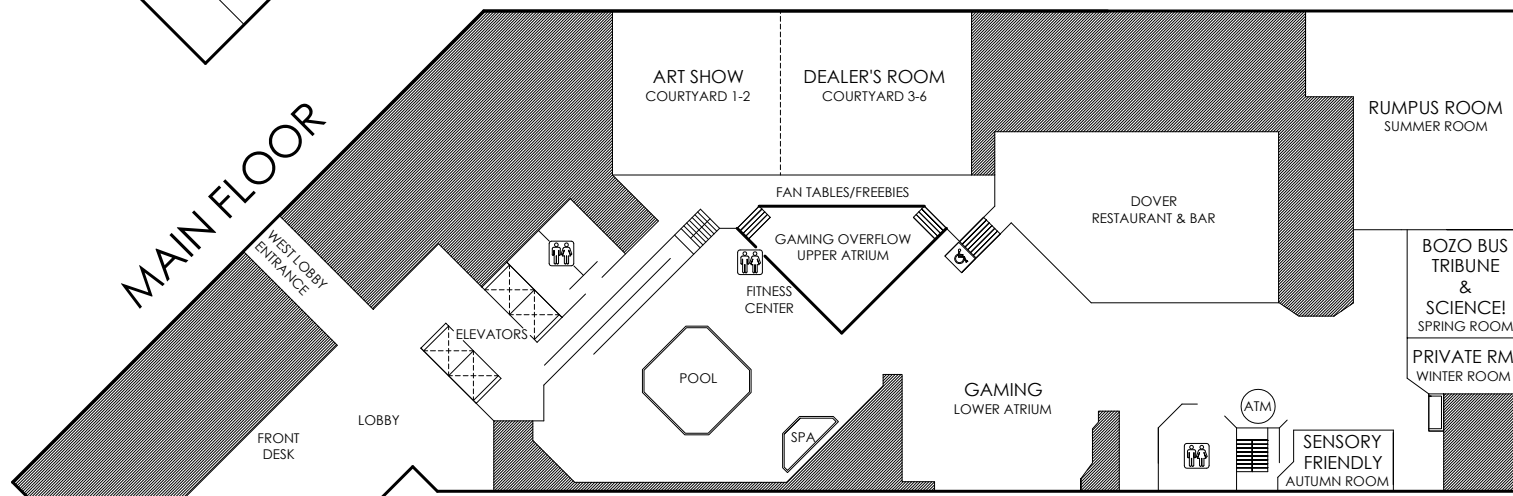 MAIN FLOOR
ART SHOW
COURTYARD 1-2
DEALER'S ROOM
COURTYARD 3-6
RUMPUS ROOM
SUMMER ROOM
FAN TABLES/FREEBIES
DOVER
RESTAURANT & BAR
WEST LOBBY
ENTRANCE
GAMING OVERFLOW
UPPER ATRIUM
BOZO BUS
TRIBUNE
&
SCIENCE!
SPRING ROOM
FITNESS
CENTER
ELEVATORS
PRIVATE RM
WINTER ROOM
POOL
GAMING
LOWER ATRIUM
ATM
LOBBY
FRONT
DESK
SPA
SENSORY
FRIENDLY
AUTUMN ROOM